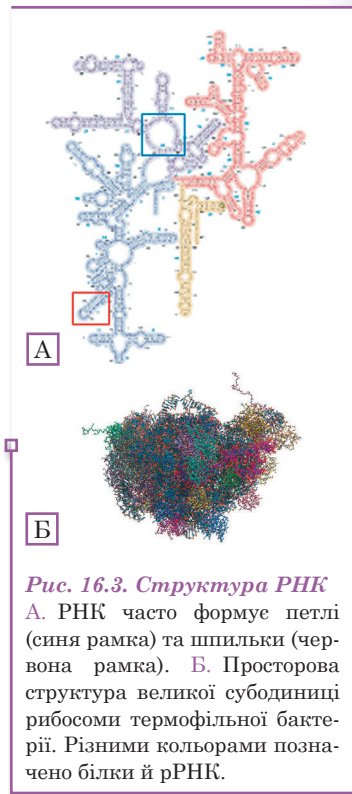 А
Б
Рис. 16.3. Структура РНК
А. РНК часто формує петлі
(синя рамка) та шпильки (чер-
вона рамка). Б. Просторова
структура великої субодиниці
рибосоми термофільної бакте-
рії. Різними кольорами позна-
чено білки й рРНК.